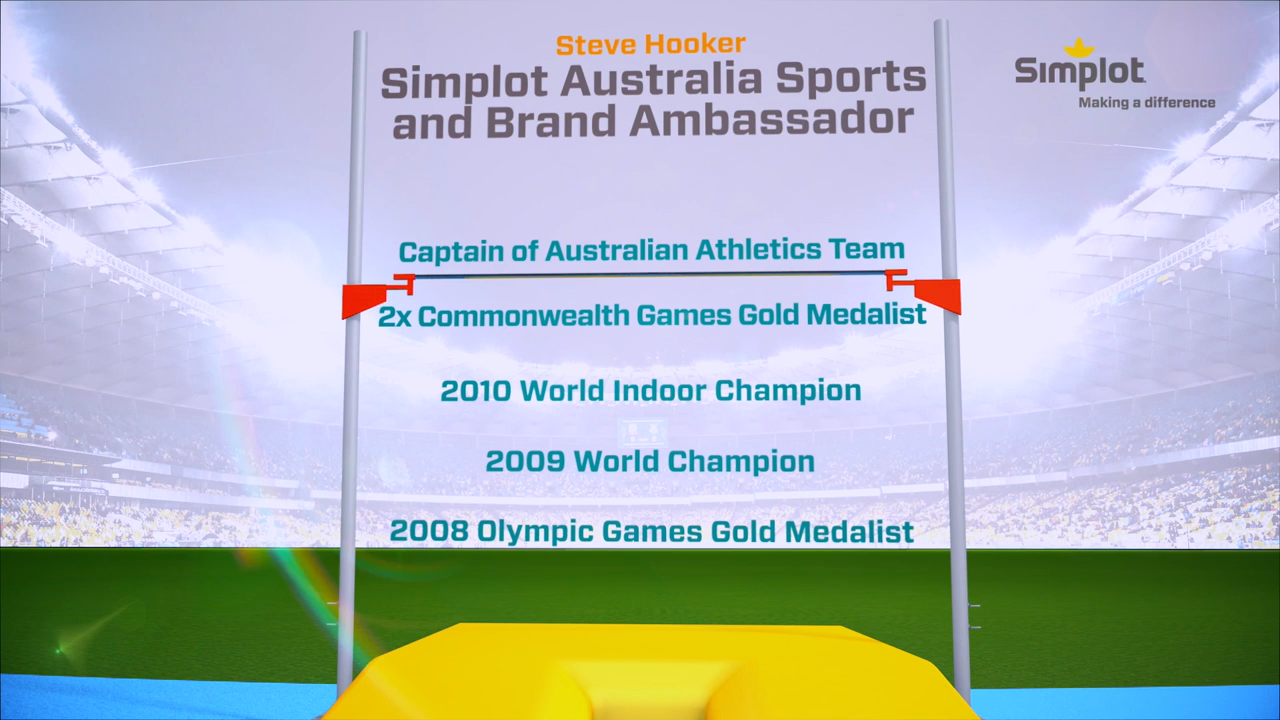 Steve Hooker
Simplot Australia Sports
and Brand Ambassador
Simplot
Making a difference
Captain of Australian Athletics Team
2x Commonwealth Games Gold Medalist
2010 World Indoor Champion
2009 World Champion
2008 Olympic Games Gold Medalist